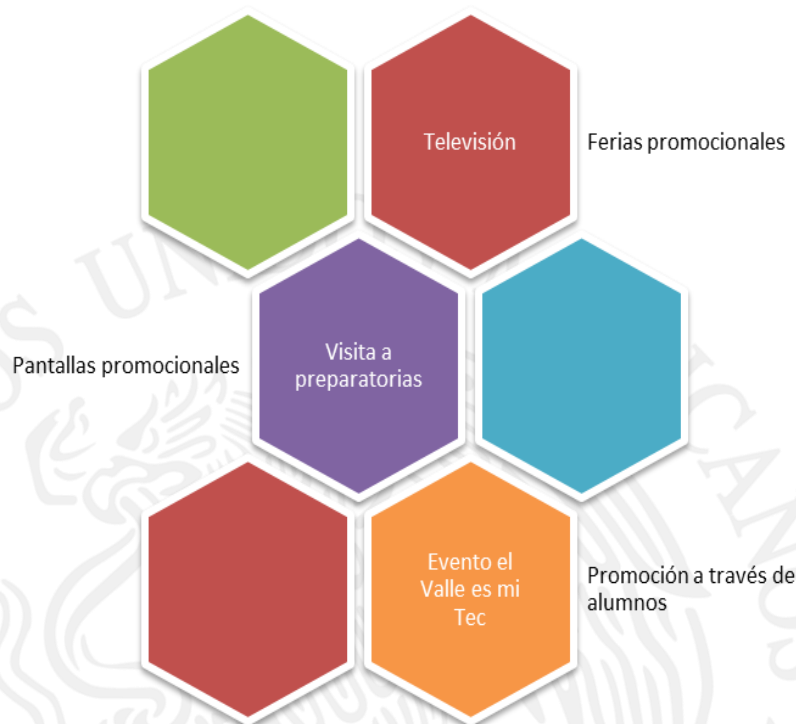 Televisión
Ferias promocionales
Pantallas promocionales
Visita a
preparatorias
Evento el
Valle es mi
Tec
Promoción a través de
alumnos